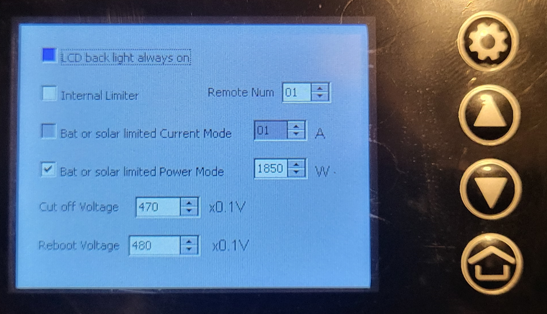 LCD back light always on
Internal Limiter Remote Num 01
Bat or solar limited Current Mode 01 A
Bat or solar limited Power Mode 1850 W
Cut off Voltage 470 x0.1V
Reboot Voltage 480 x0.1V